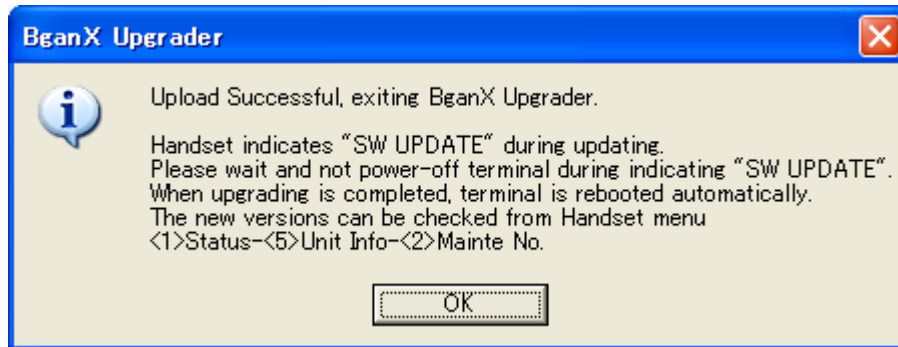 BganX Upgrader
Upload Successful, exiting BganX Upgrader.
Handset indicates "SW UPDATE" during updating.
Please wait and not power-off terminal during indicating "SW UPDATE".
When upgrading is completed, terminal is rebooted automatically.
The new versions can be checked from Handset menu
<1>Status-<5>Unit Info-<2>Mainte No.
OK